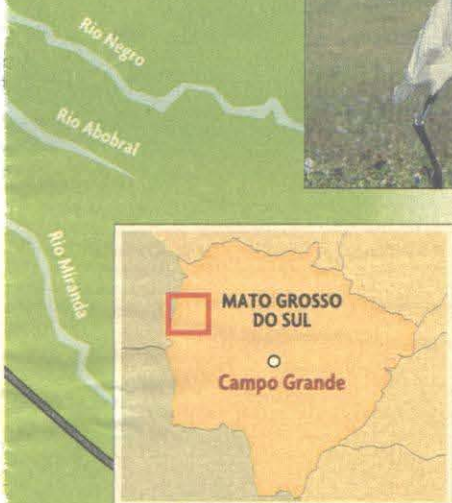 Rio Negro
Rio Abobral
Rio Miranda
MATO GROSSO
DO SUL
Campo Grande